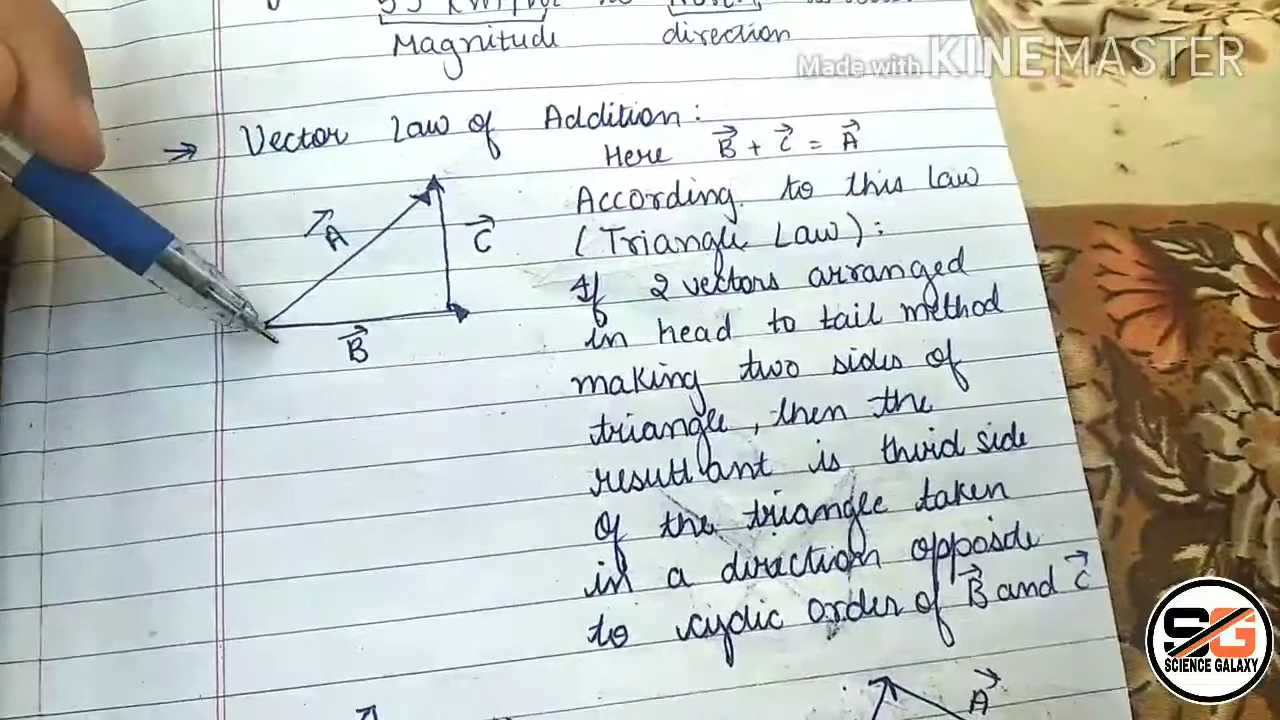 Magnitude direction
Made with KINEMASTER
→ Vector Law of Addition:
Here B⃗ + C⃗ = A⃗
According to this law
(Triangle Law):
If 2 vectors arranged
in head to tail method
making two sides of
triangle, then the
resultant is third side
of the triangle taken
in a direction opposide
to cyclic order of B⃗ and C⃗
A⃗
C⃗
B⃗
A⃗
SG
SCIENCE GALAXY